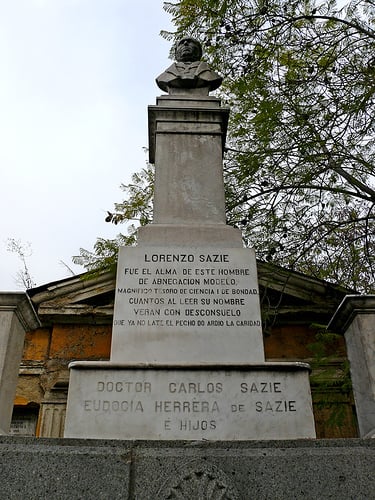 LORENZO SAZIE
FUE EL ALMA DE ESTE HOMBRE
DE ABNEGACION MODELO,
MAGNIFICO TESORO DE CIENCIA I DE BONDAD,
CUANTOS AL LEER SU NOMBRE
VERAN CON DESCONSUELO
QUE YA NO LATE EL PECHO DO ARDIO LA CARIDAD
DOCTOR CARLOS SAZIE
EUDOCIA HERRERA DE SAZIE
É HIJOS